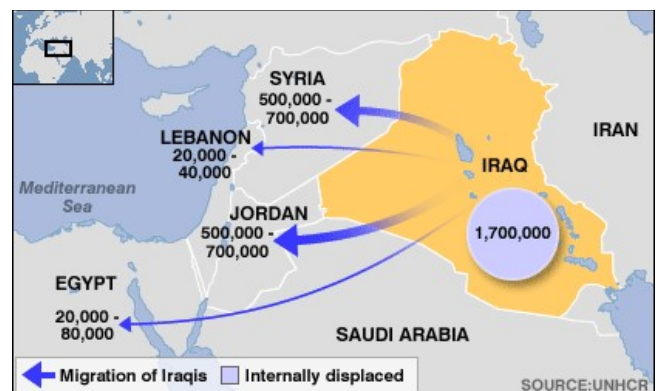 SYRIA
500,000 -
700,000
LEBANON
20,000 -
40,000
IRAN
IRAQ
Mediterranean
Sea
JORDAN
500,000 -
700,000
1,700,000
EGYPT
20,000 -
80,000
SAUDI ARABIA
Migration of Iraqis
Internally displaced
SOURCE:UNHCR